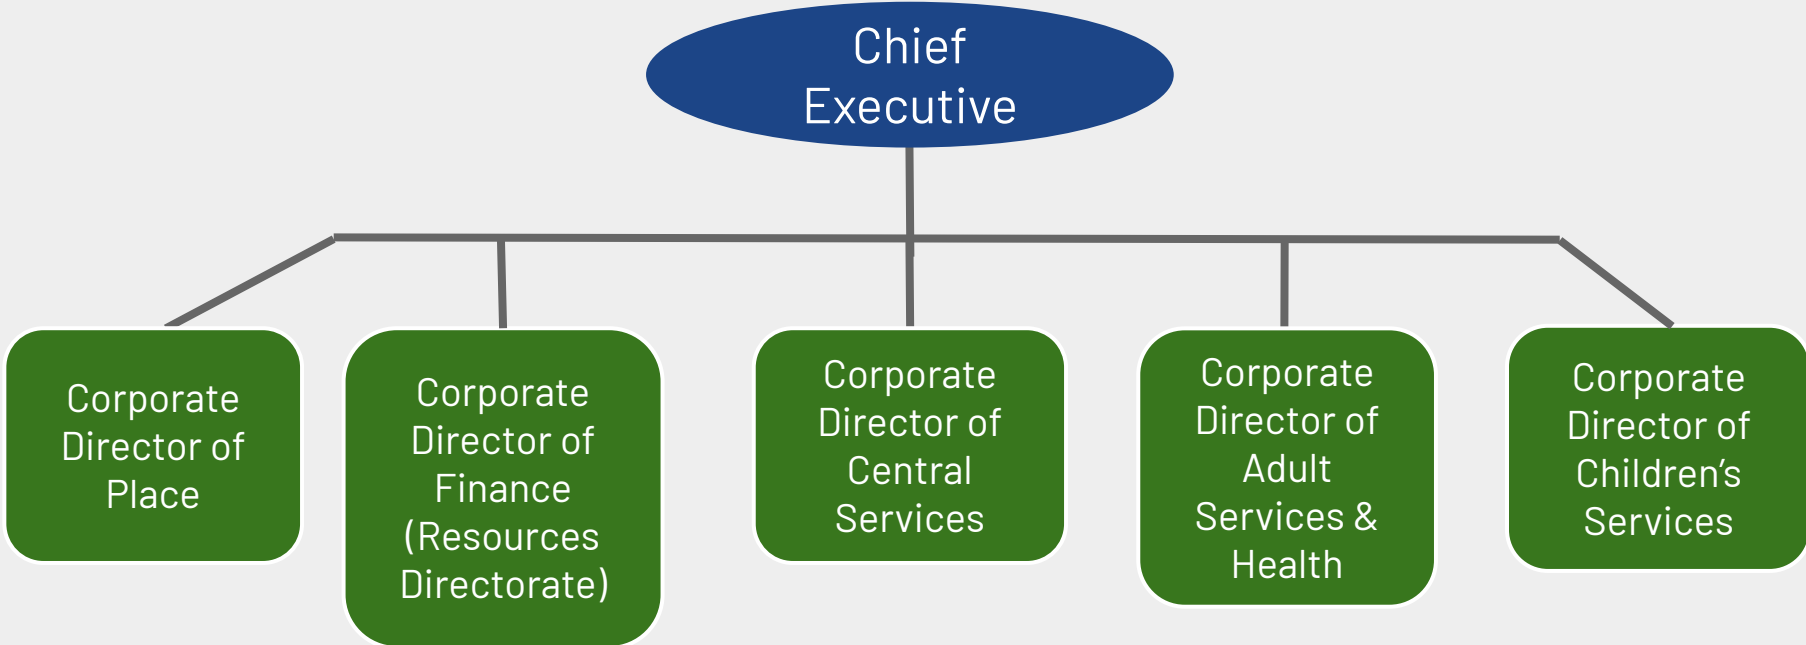 Chief
Executive
Corporate
Director of
Place
Corporate
Director of
Finance
(Resources
Directorate)
Corporate
Director of
Central
Services
Corporate
Director of
Adult
Services &
Health
Corporate
Director of
Children’s
Services